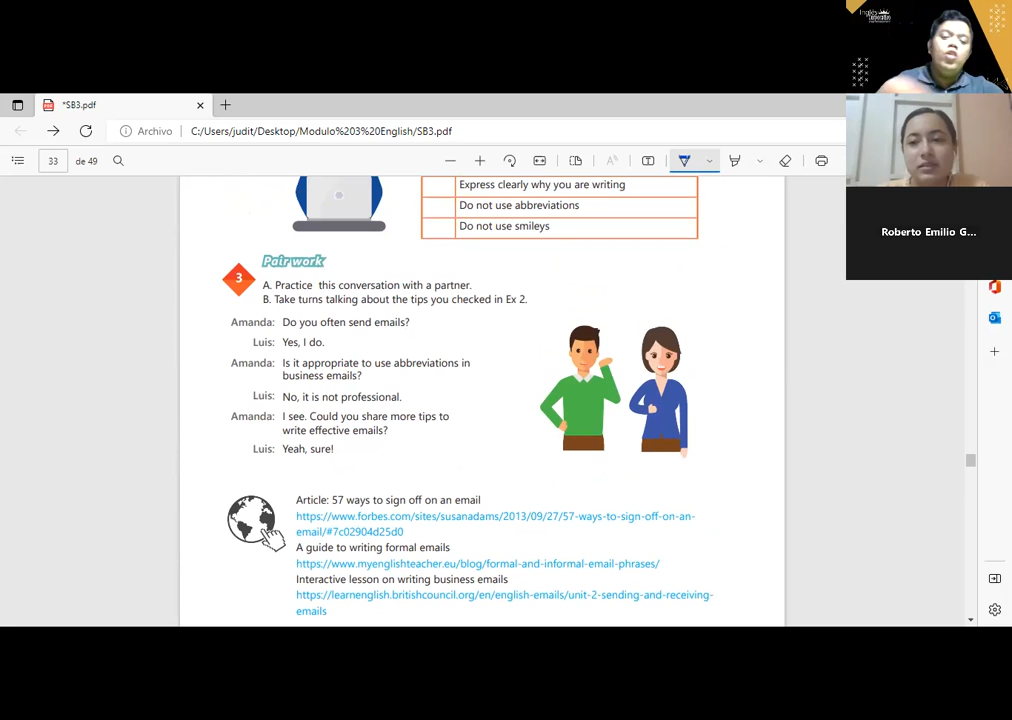 Inglés
Corporativo
*SB3.pdf
Archivo
C:/Users/judit/Desktop/Modulo%203%20English/SB3.pdf
33
de 49
Roberto Emilio G...
Express clearly why you are writing
Do not use abbreviations
Do not use smileys
Pair work
3
A. Practice this conversation with a partner.
B. Take turns talking about the tips you checked in Ex 2.
Amanda: Do you often send emails?
Luis: Yes, I do.
Amanda: Is it appropriate to use abbreviations in
business emails?
Luis: No, it is not professional.
Amanda: I see. Could you share more tips to
write effective emails?
Luis: Yeah, sure!
Article: 57 ways to sign off on an email
https://www.forbes.com/sites/susanadams/2013/09/27/57-ways-to-sign-off-on-an-
email/#7c02904d25d0
A guide to writing formal emails
https://www.myenglishteacher.eu/blog/formal-and-informal-email-phrases/
Interactive lesson on writing business emails
https://learnenglish.britishcouncil.org/en/english-emails/unit-2-sending-and-receiving-
emails